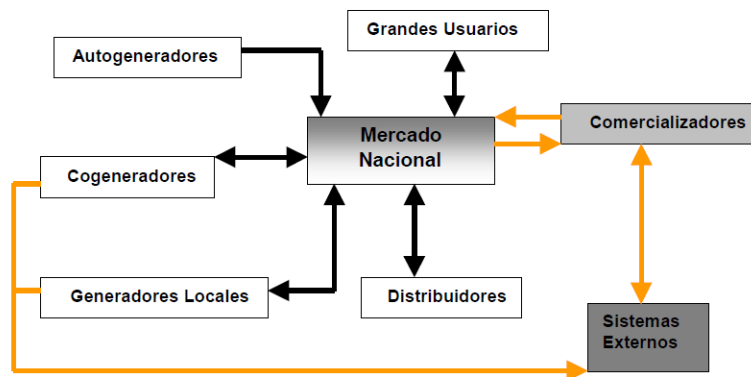 Grandes Usuarios
Autogeneradores
Comercializadores
Mercado
Nacional
Cogeneradores
Generadores Locales
Distribuidores
Sistemas
Externos